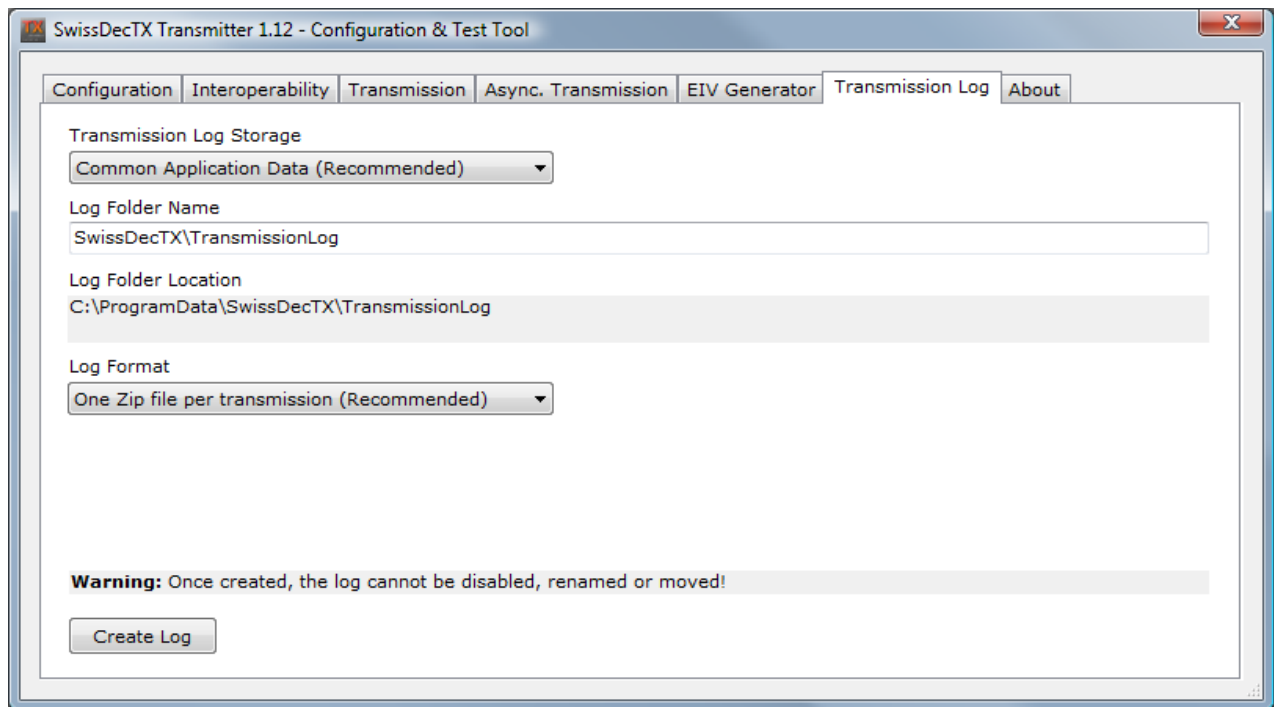 TX SwissDecTX Transmitter 1.12 - Configuration & Test Tool
Configuration Interoperability Transmission Async. Transmission EIV Generator Transmission Log About
Transmission Log Storage
Common Application Data (Recommended)
Log Folder Name
SwissDecTX\TransmissionLog
Log Folder Location
C:\ProgramData\SwissDecTX\TransmissionLog
Log Format
One Zip file per transmission (Recommended)
Warning: Once created, the log cannot be disabled, renamed or moved!
Create Log